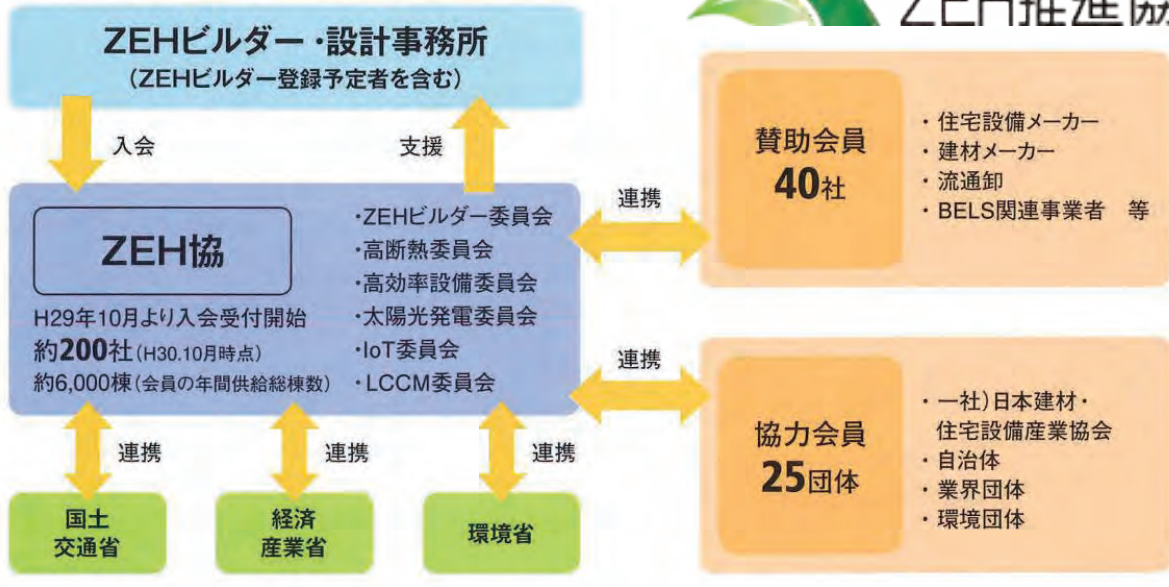 ZEH推進協
ZEHビルダー・設計事務所
(ZEHビルダー登録予定者を含む)
入会
支援
ZEH協
H29年10月より入会受付開始
約200社(H30.10月時点)
約6,000棟(会員の年間供給総棟数)
・ZEHビルダー委員会
・高断熱委員会
・高効率設備委員会
・太陽光発電委員会
・IoT委員会
・LCCM委員会
連携
賛助会員
40社
・住宅設備メーカー
・建材メーカー
・流通卸
・BELS関連事業者 等
連携
協力会員
25団体
・一社)日本建材・
住宅設備産業協会
・自治体
・業界団体
・環境団体
連携
連携
連携
国土
交通省
経済
産業省
環境省